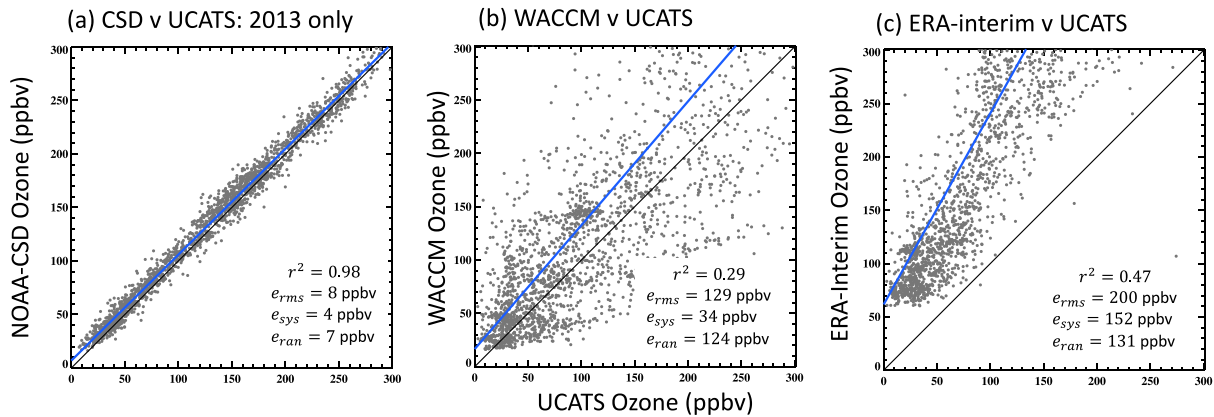 (a) CSD v UCATS: 2013 only
NOAA-CSD Ozone (ppbv)
300
250
200
150
100
50
0
0 50 100 150 200 250 300
r² = 0.98
e_rms = 8 ppbv
e_sys = 4 ppbv
e_ran = 7 ppbv
(b) WACCM v UCATS
WACCM Ozone (ppbv)
300
250
200
150
100
50
0
0 50 100 150 200 250 300
r² = 0.29
e_rms = 129 ppbv
e_sys = 34 ppbv
e_ran = 124 ppbv
UCATS Ozone (ppbv)
(c) ERA-interim v UCATS
ERA-Interim Ozone (ppbv)
300
250
200
150
100
50
0
0 50 100 150 200 250 300
r² = 0.47
e_rms = 200 ppbv
e_sys = 152 ppbv
e_ran = 131 ppbv